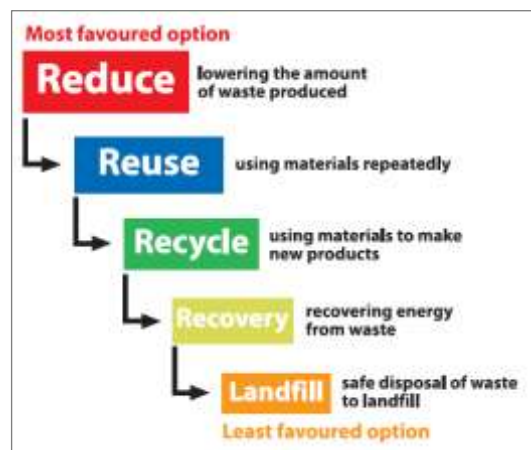 Most favoured option
Reduce
lowering the amount
of waste produced
Reuse
using materials repeatedly
Recycle
using materials to make
new products
Recovery
recovering energy
from waste
Landfill
safe disposal of waste
to landfill
Least favoured option